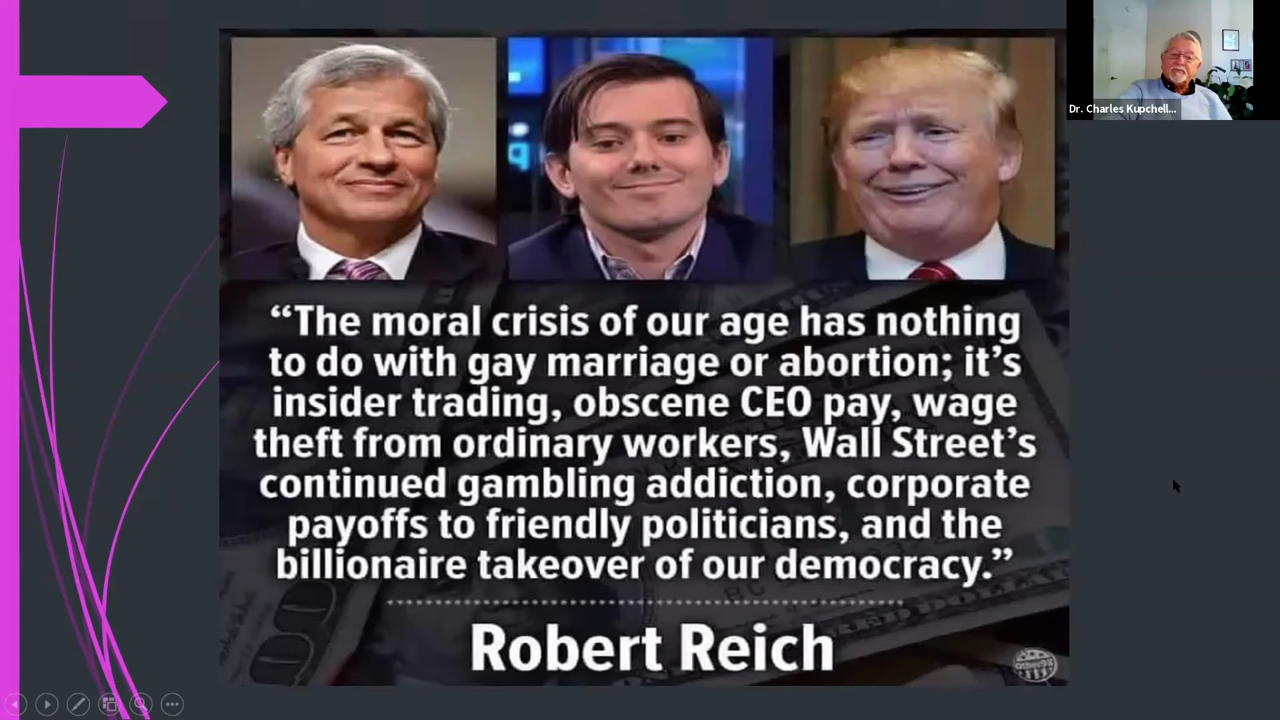 Dr. Charles Kupchell...
“The moral crisis of our age has nothing
to do with gay marriage or abortion; it’s
insider trading, obscene CEO pay, wage
theft from ordinary workers, Wall Street’s
continued gambling addiction, corporate
payoffs to friendly politicians, and the
billionaire takeover of our democracy.”
Robert Reich
other98